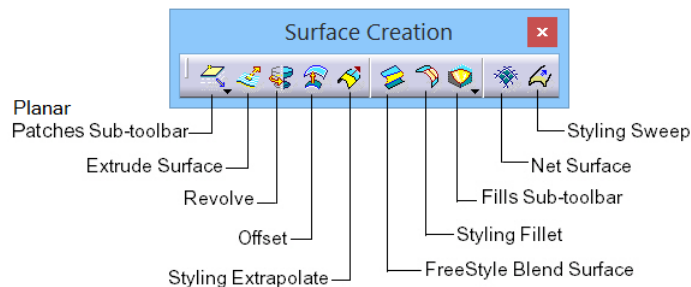 Surface Creation
x
Planar
Patches Sub-toolbar
Styling Sweep
Extrude Surface
Net Surface
Revolve
Fills Sub-toolbar
Offset
Styling Fillet
Styling Extrapolate
FreeStyle Blend Surface